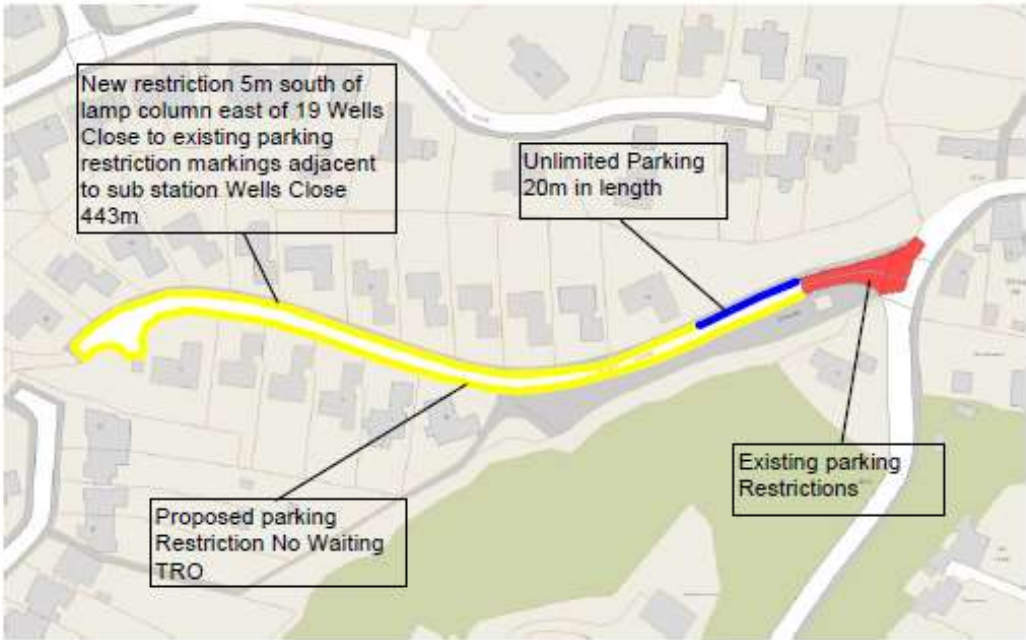 New restriction 5m south of
lamp column east of 19 Wells
Close to existing parking
restriction markings adjacent
to sub station Wells Close
443m
Unlimited Parking
20m in length
Existing parking
Restrictions
Proposed parking
Restriction No Waiting
TRO